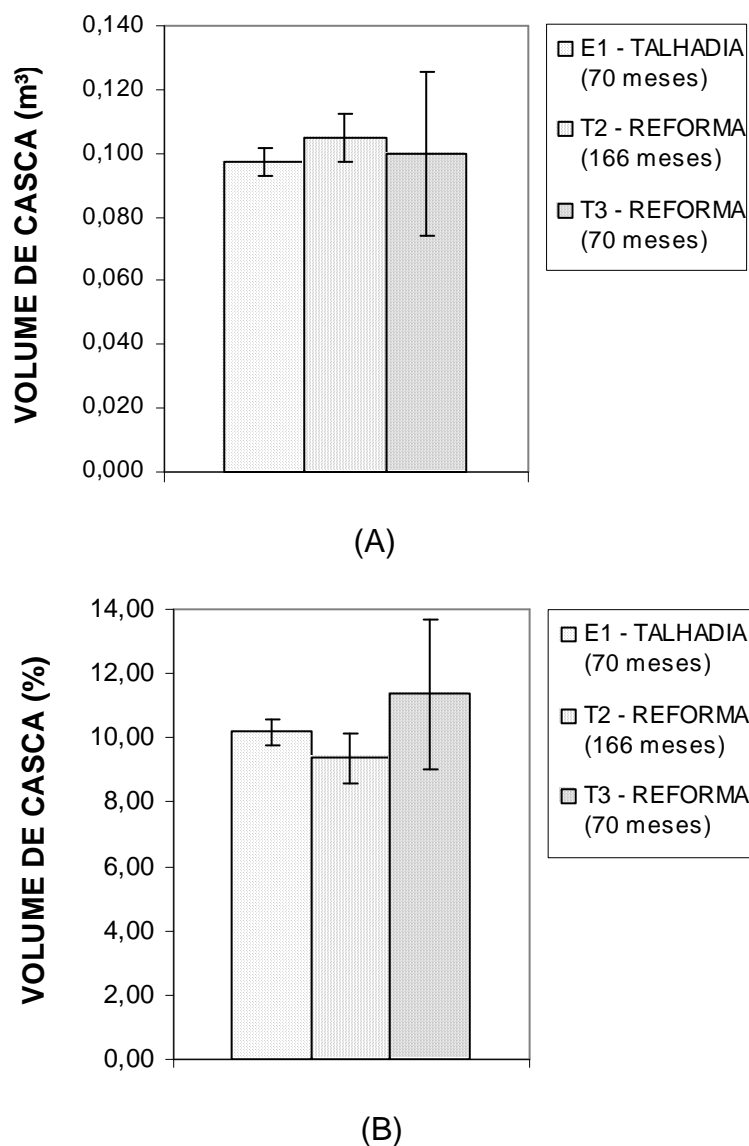 VOLUME DE CASCA (m³)
0,140
0,120
0,100
0,080
0,060
0,040
0,020
0,000
E1 - TALHADIA
(70 meses)
T2 - REFORMA
(166 meses)
T3 - REFORMA
(70 meses)
(A)
VOLUME DE CASCA (%)
14,00
12,00
10,00
8,00
6,00
4,00
2,00
0,00
E1 - TALHADIA
(70 meses)
T2 - REFORMA
(166 meses)
T3 - REFORMA
(70 meses)
(B)